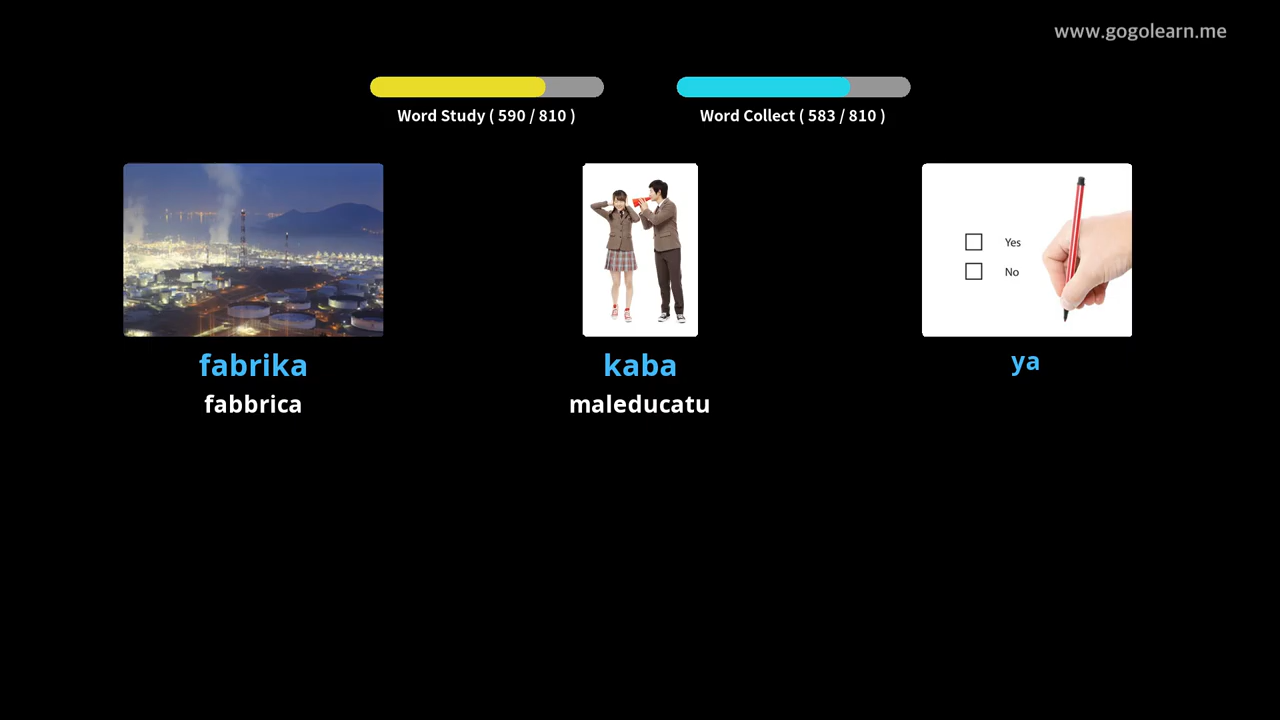 www.gogolearn.me
Word Study ( 590 / 810 )
Word Collect ( 583 / 810 )
Yes
No
fabrika
kaba
ya
fabbrica
maleducatu